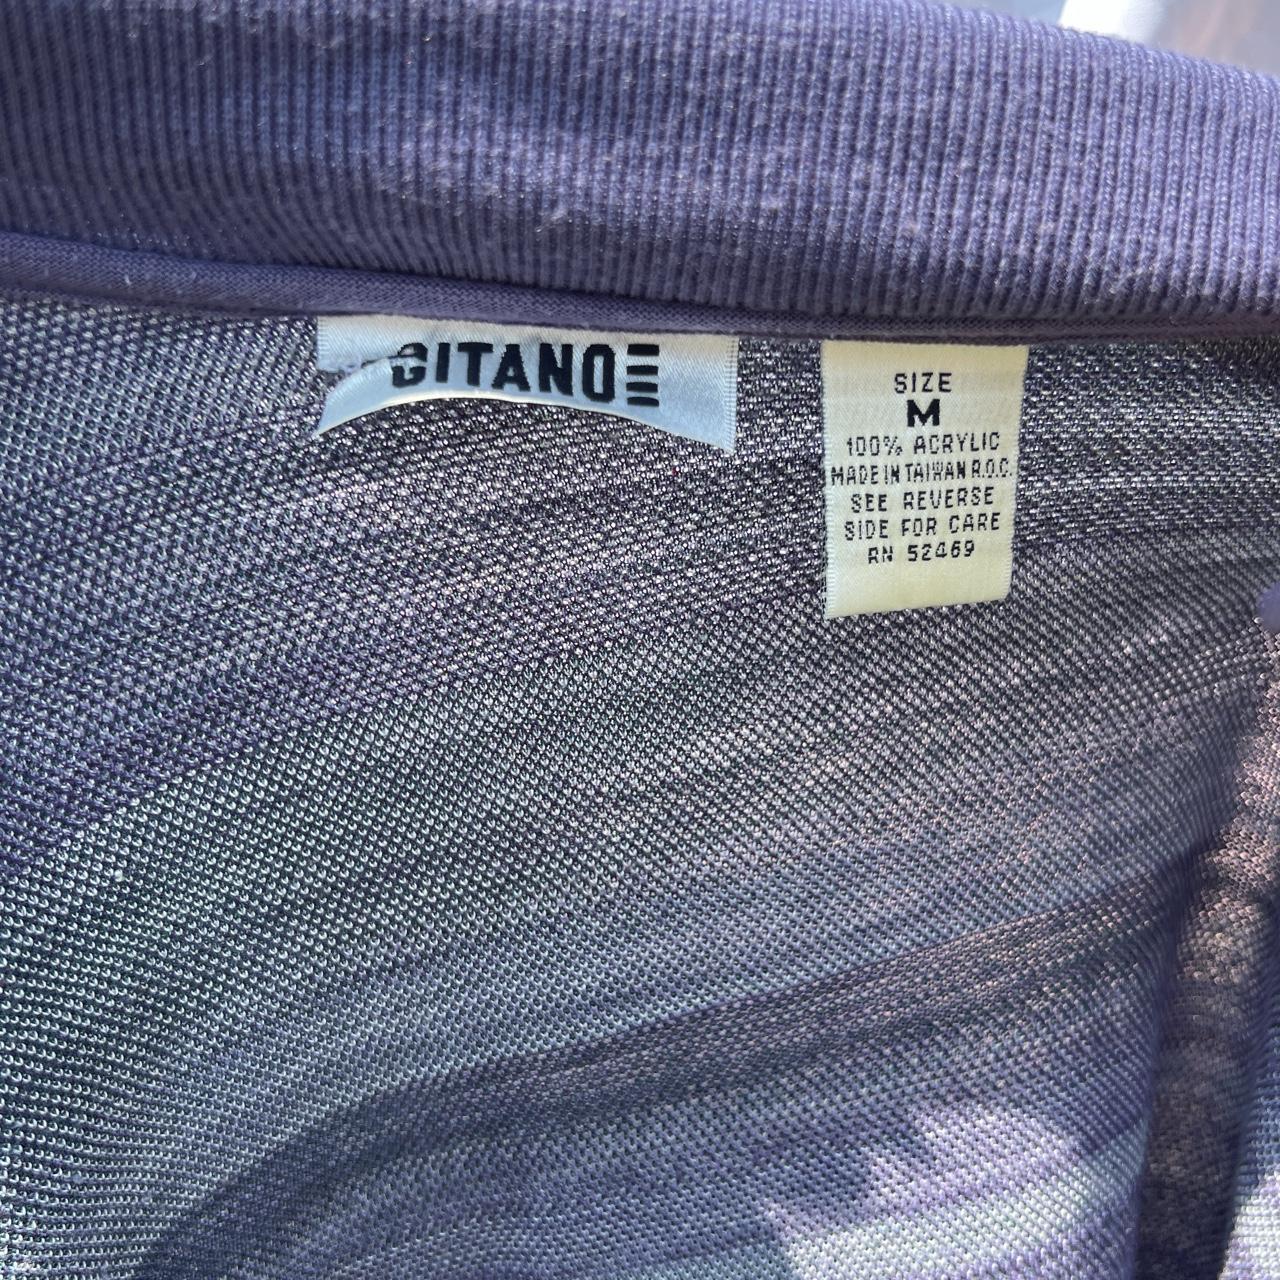 GITANO
SIZE
M
100% ACRYLIC
MADE IN TAIWAN R.O.C.
SEE REVERSE
SIDE FOR CARE
RN 52469